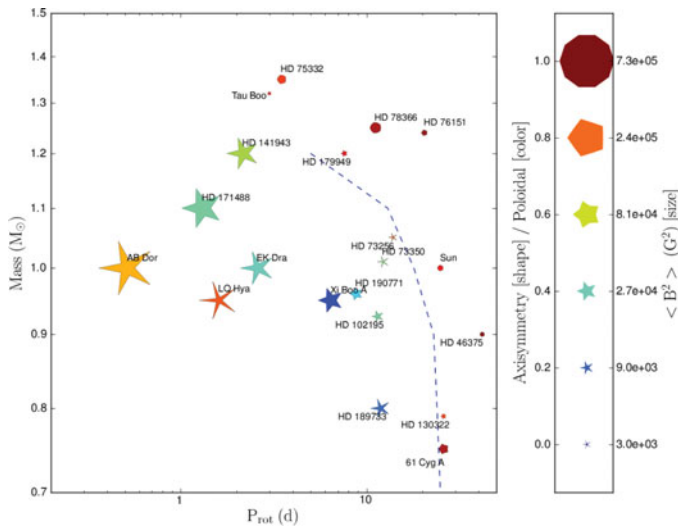 1.5
1.4
1.3
1.2
1.1
1.0
0.9
0.8
0.7
Mass (M⊙)
HD 75332
Tau Boo
HD 78366
HD 76151
HD 141943
HD 179949
HD 171488
HD 73256
HD 73350
AB Dor
EK Dra
Sun
LQ Hya
Xi Boo A
HD 190771
HD 102195
HD 46375
HD 189733
HD 130322
61 Cyg A
1
10
P_rot (d)
Axisymmetry [shape] / Poloidal [color]
1.0
0.8
0.6
0.4
0.2
0.0
7.3e+05
2.4e+05
8.1e+04
2.7e+04
9.0e+03
3.0e+03
< B² > (G²) [size]